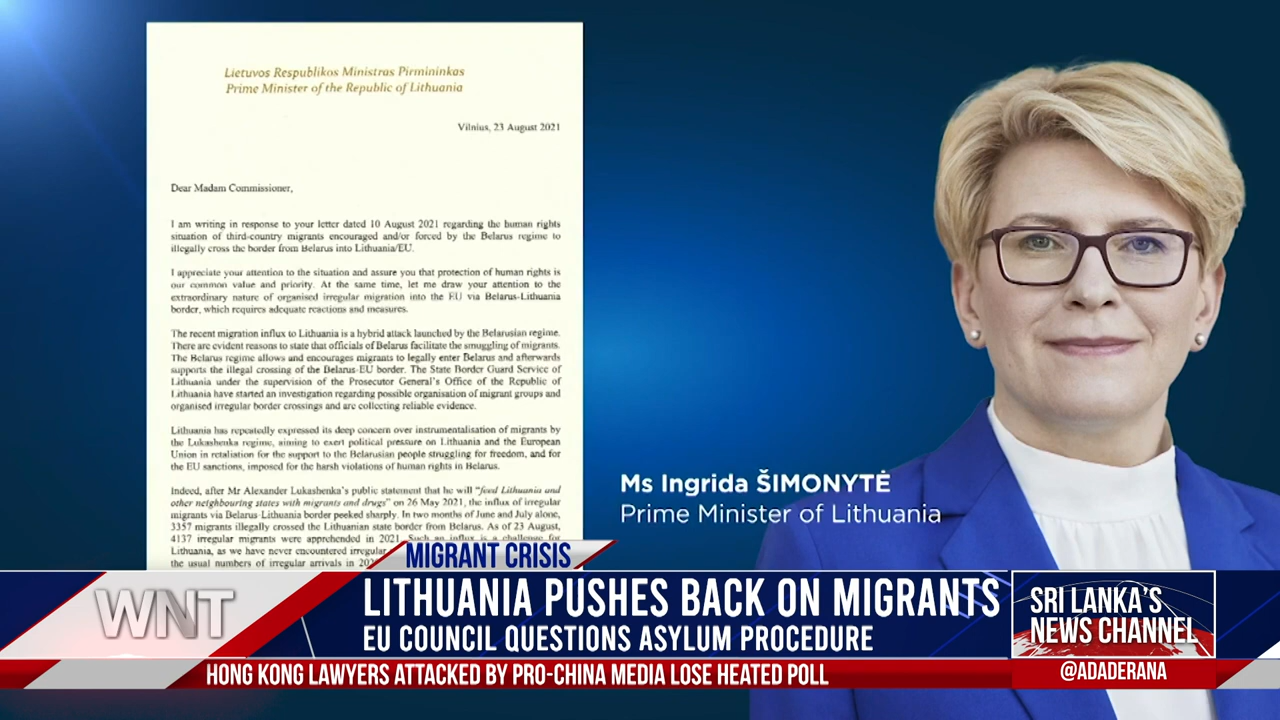 Lietuvos Respublikos Ministras Pirmininkas
Prime Minister of the Republic of Lithuania
Vilnius, 23 August 2021
Dear Madam Commissioner,
I am writing in response to your letter dated 10 August 2021 regarding the human rights
situation of third-country migrants encouraged and/or forced by the Belarus regime to
illegally cross the border from Belarus into Lithuania/EU.
I appreciate your attention to the situation and assure you that protection of human rights is
our common value and priority. At the same time, let me draw your attention to the
extraordinary nature of organised irregular migration into the EU via Belarus-Lithuania
border, which requires adequate reactions and measures.
The recent migration influx to Lithuania is a hybrid attack launched by the Belarusian regime.
There are evident reasons to state that officials of Belarus facilitate the smuggling of migrants.
The Belarus regime allows and encourages migrants to legally enter Belarus and afterwards
supports the illegal crossing of the Belarus-EU border. The State Border Guard Service of
Lithuania under the supervision of the Prosecutor General's Office of the Republic of
Lithuania have started an investigation regarding possible organisation of migrant groups and
organised irregular border crossings and are collecting reliable evidence.
Lithuania has repeatedly expressed its deep concern over instrumentalisation of migrants by
the Lukashenka regime, aiming to exert political pressure on Lithuania and the European
Union in retaliation for the support to the Belarusian people struggling for freedom, and for
the EU sanctions, imposed for the harsh violations of human rights in Belarus.
Indeed, after Mr Alexander Lukashenka's public statement that he will "feed Lithuania and
other neighbouring states with migrants and drugs" on 26 May 2021, the influx of irregular
migrants via Belarus-Lithuania border peeked sharply. In two months of June and July alone,
3357 migrants illegally crossed the Lithuanian state border from Belarus. As of 23 August,
4137 irregular migrants were apprehended in 2021. Such an influx is a challenge for
Lithuania, as we have never encountered irregular
the usual numbers of irregular arrivals in
Ms Ingrida ŠIMONYTĖ
Prime Minister of Lithuania
MIGRANT CRISIS
WNT
LITHUANIA PUSHES BACK ON MIGRANTS
EU COUNCIL QUESTIONS ASYLUM PROCEDURE
SRI LANKA'S
NEWS CHANNEL
@ADADERANA
HONG KONG LAWYERS ATTACKED BY PRO-CHINA MEDIA LOSE HEATED POLL